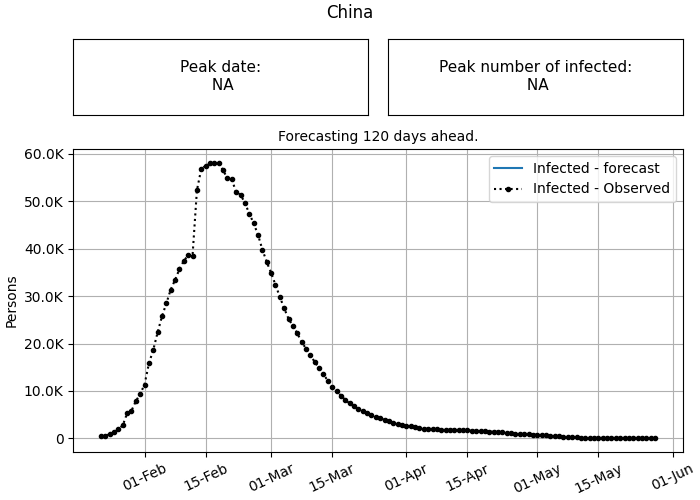 China
Peak date:
NA
Peak number of infected:
NA
Forecasting 120 days ahead.
Infected - forecast
Infected - Observed
Persons
60.0K
50.0K
40.0K
30.0K
20.0K
10.0K
0
01-Feb
15-Feb
01-Mar
15-Mar
01-Apr
15-Apr
01-May
15-May
01-Jun